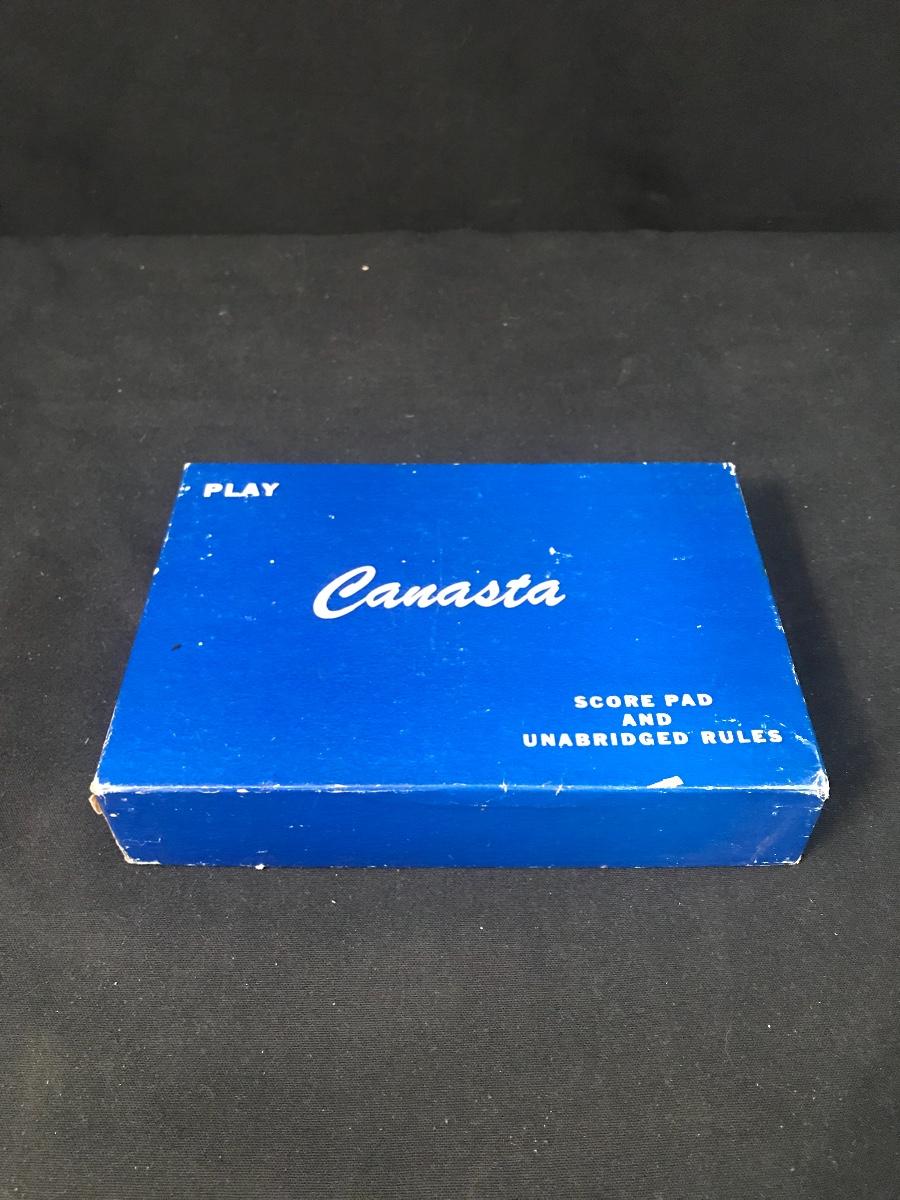 PLAY
Canasta
SCORE PAD
AND
UNABRIDGED RULES